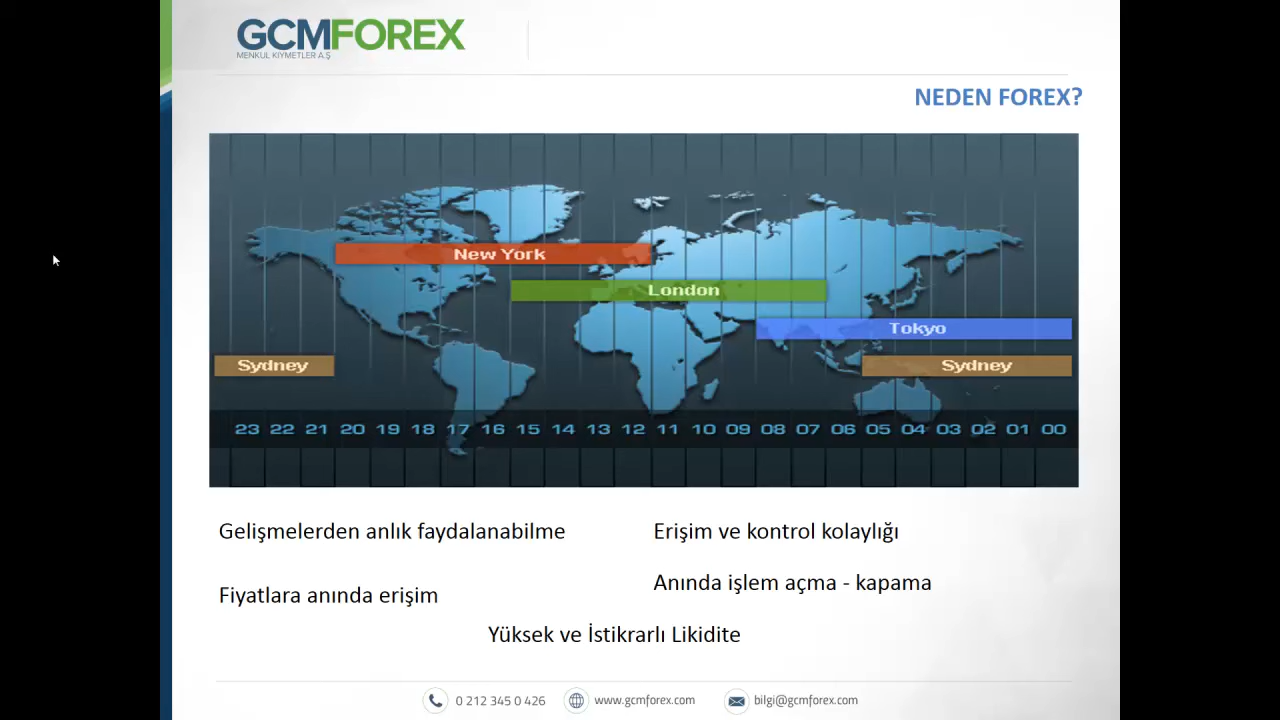 GCMFOREX
MENKUL KIYMETLER A.Ş
NEDEN FOREX?
New York
London
Tokyo
Sydney
Sydney
23 22 21 20 19 18 17 16 15 14 13 12 11 10 09 08 07 06 05 04 03 02 01 00
Gelişmelerden anlık faydalanabilme
Erişim ve kontrol kolaylığı
Fiyatlara anında erişim
Anında işlem açma - kapama
Yüksek ve İstikrarlı Likidite
0 212 345 0 426
www.gcmforex.com
bilgi@gcmforex.com